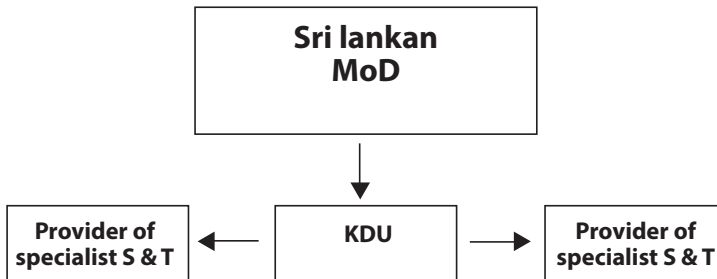 Sri lankan
MoD
Provider of
specialist S & T
KDU
Provider of
specialist S & T